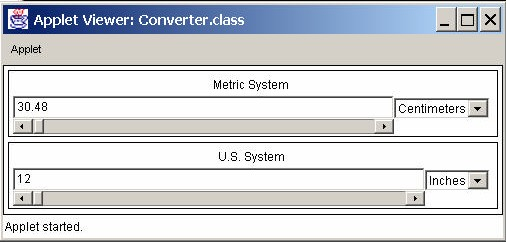 Applet Viewer: Converter.class
Applet
Metric System
30.48 Centimeters
U.S. System
12 Inches
Applet started.